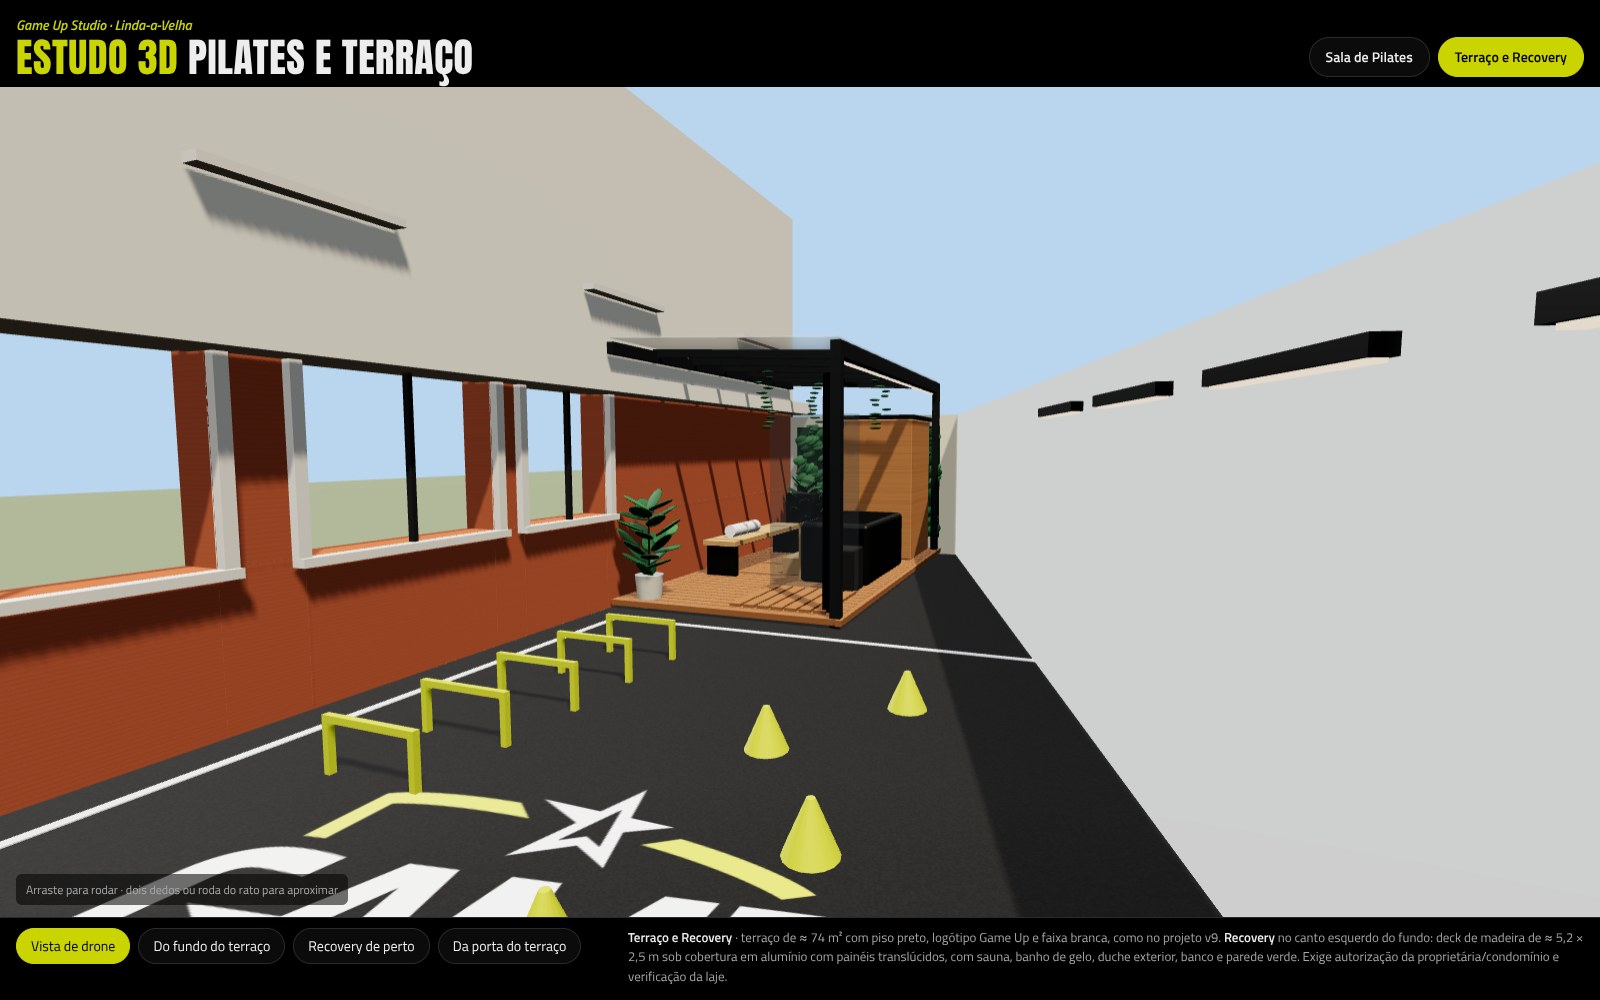 Game Up Studio · Linda-a-Velha
ESTUDO 3D PILATES E TERRAÇO
Sala de Pilates
Terraço e Recovery
Arraste para rodar · dois dedos ou roda do rato para aproximar
Vista de drone
Do fundo do terraço
Recovery de perto
Da porta do terraço
Terraço e Recovery · terraço de ≈ 74 m² com piso preto, logótipo Game Up e faixa branca, como no projeto v9. Recovery no canto esquerdo do fundo: deck de madeira de ≈ 5,2 ×
2,5 m sob cobertura em alumínio com painéis translúcidos, com sauna, banho de gelo, duche exterior, banco e parede verde. Exige autorização da proprietária/condomínio e
verificação da laje.